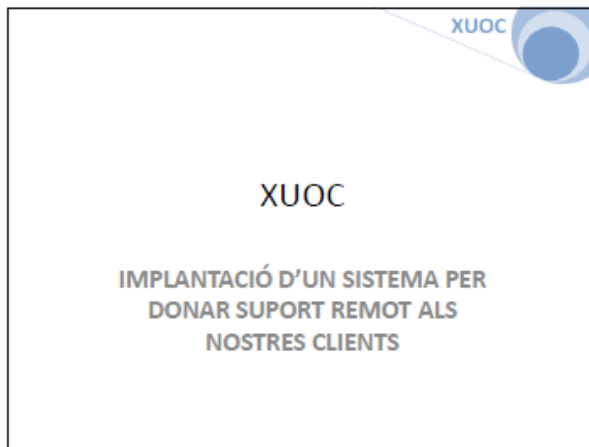 XUOC
XUOC
IMPLANTACIÓ D'UN SISTEMA PER
DONAR SUPORT REMOT ALS
NOSTRES CLIENTS